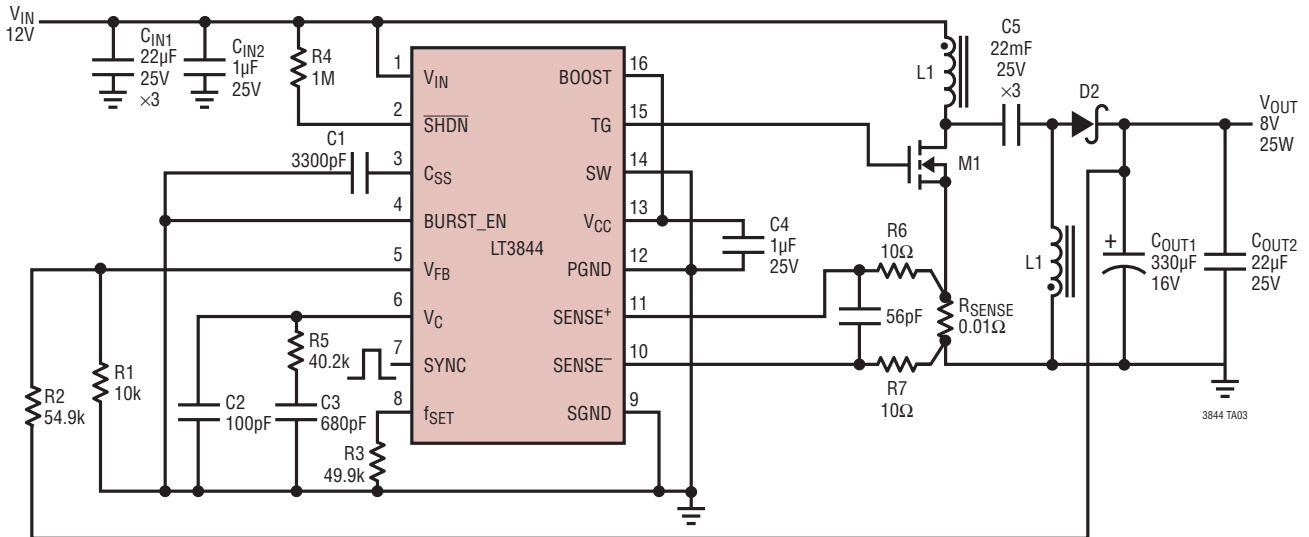 VIN
12V
CIN1
22µF
25V
×3
CIN2
1µF
25V
R4
1M
C1
3300pF
R2
54.9k
R1
10k
C2
100pF
R5
40.2k
C3
680pF
R3
49.9k
1
VIN
2
SHDN
3
CSS
4
BURST_EN
5
VFB
6
VC
7
SYNC
8
fSET
LT3844
16
BOOST
15
TG
14
SW
13
VCC
12
PGND
11
SENSE+
10
SENSE–
9
SGND
C4
1µF
25V
56pF
R6
10Ω
R7
10Ω
RSENSE
0.01Ω
L1
M1
C5
22mF
25V
×3
D2
L1
+
COUT1
330µF
16V
COUT2
22µF
25V
VOUT
8V
25W
3844 TA03